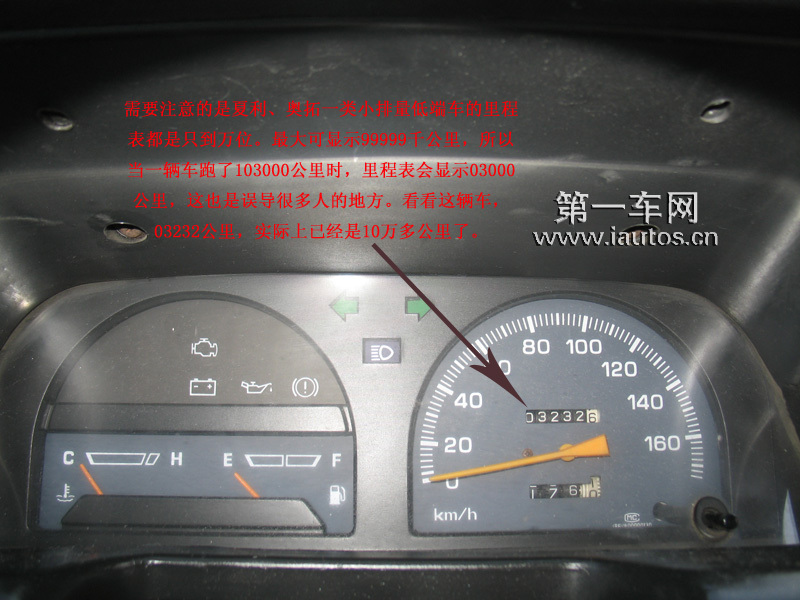 需要注意的是夏利、奥拓一类小排量低端车的里程
表都是只到万位，最大可显示99999千公里，所以
当一辆车跑了103000公里时，里程表会显示03000
公里，这也是误导很多人的地方。看看这辆车，
03232公里，实际上已经是10万多公里了。
第一车网
www.iautos.cn
80 100
120
40 140
20 160
0
03232 6
1 7 6
km/h
C H E F